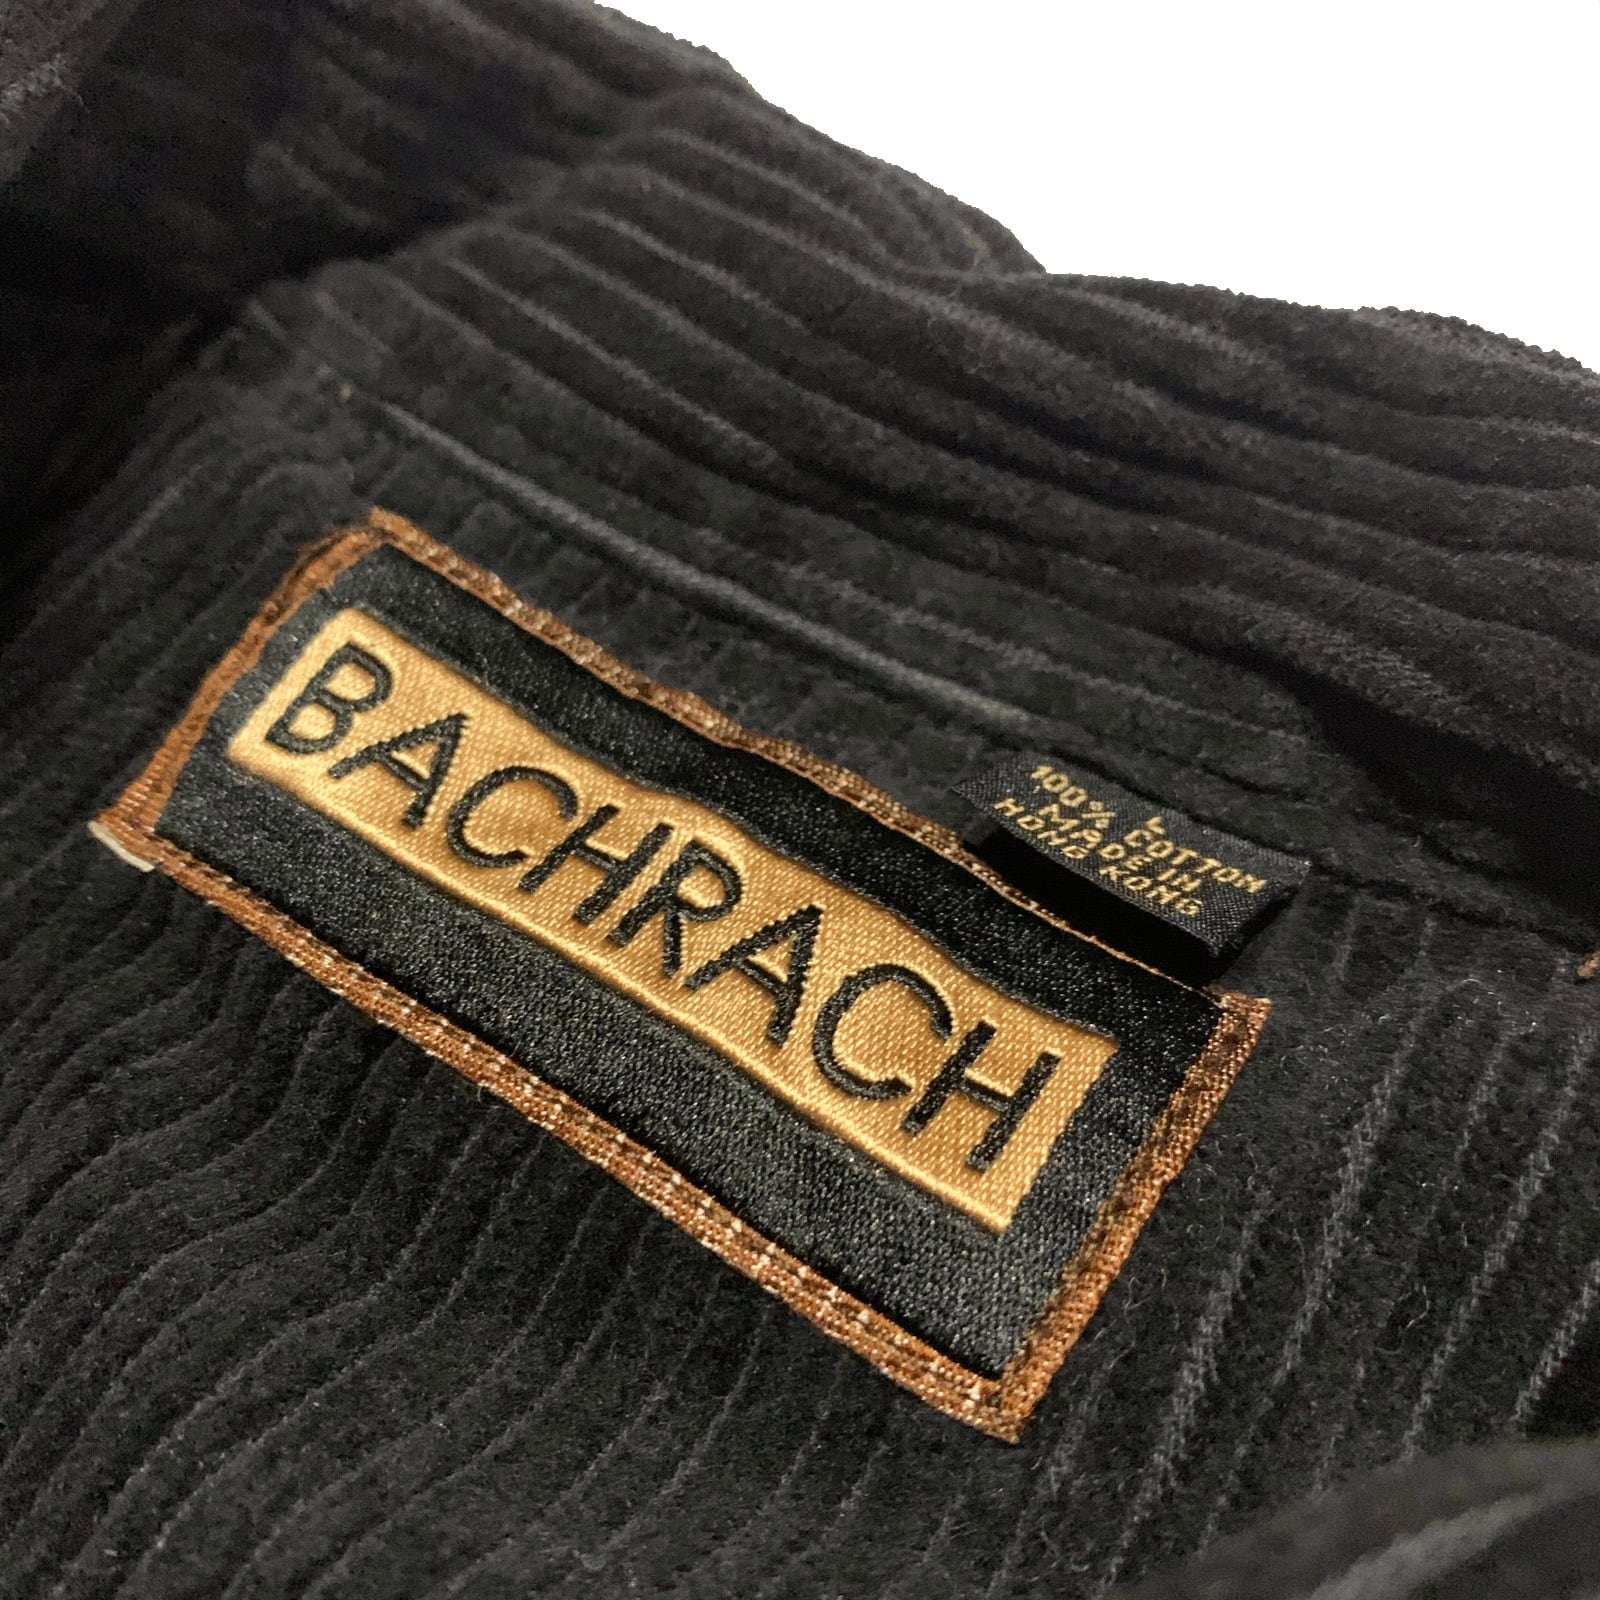 BACHRACH
L
100% COTTON
MADE IN
HONG KONG